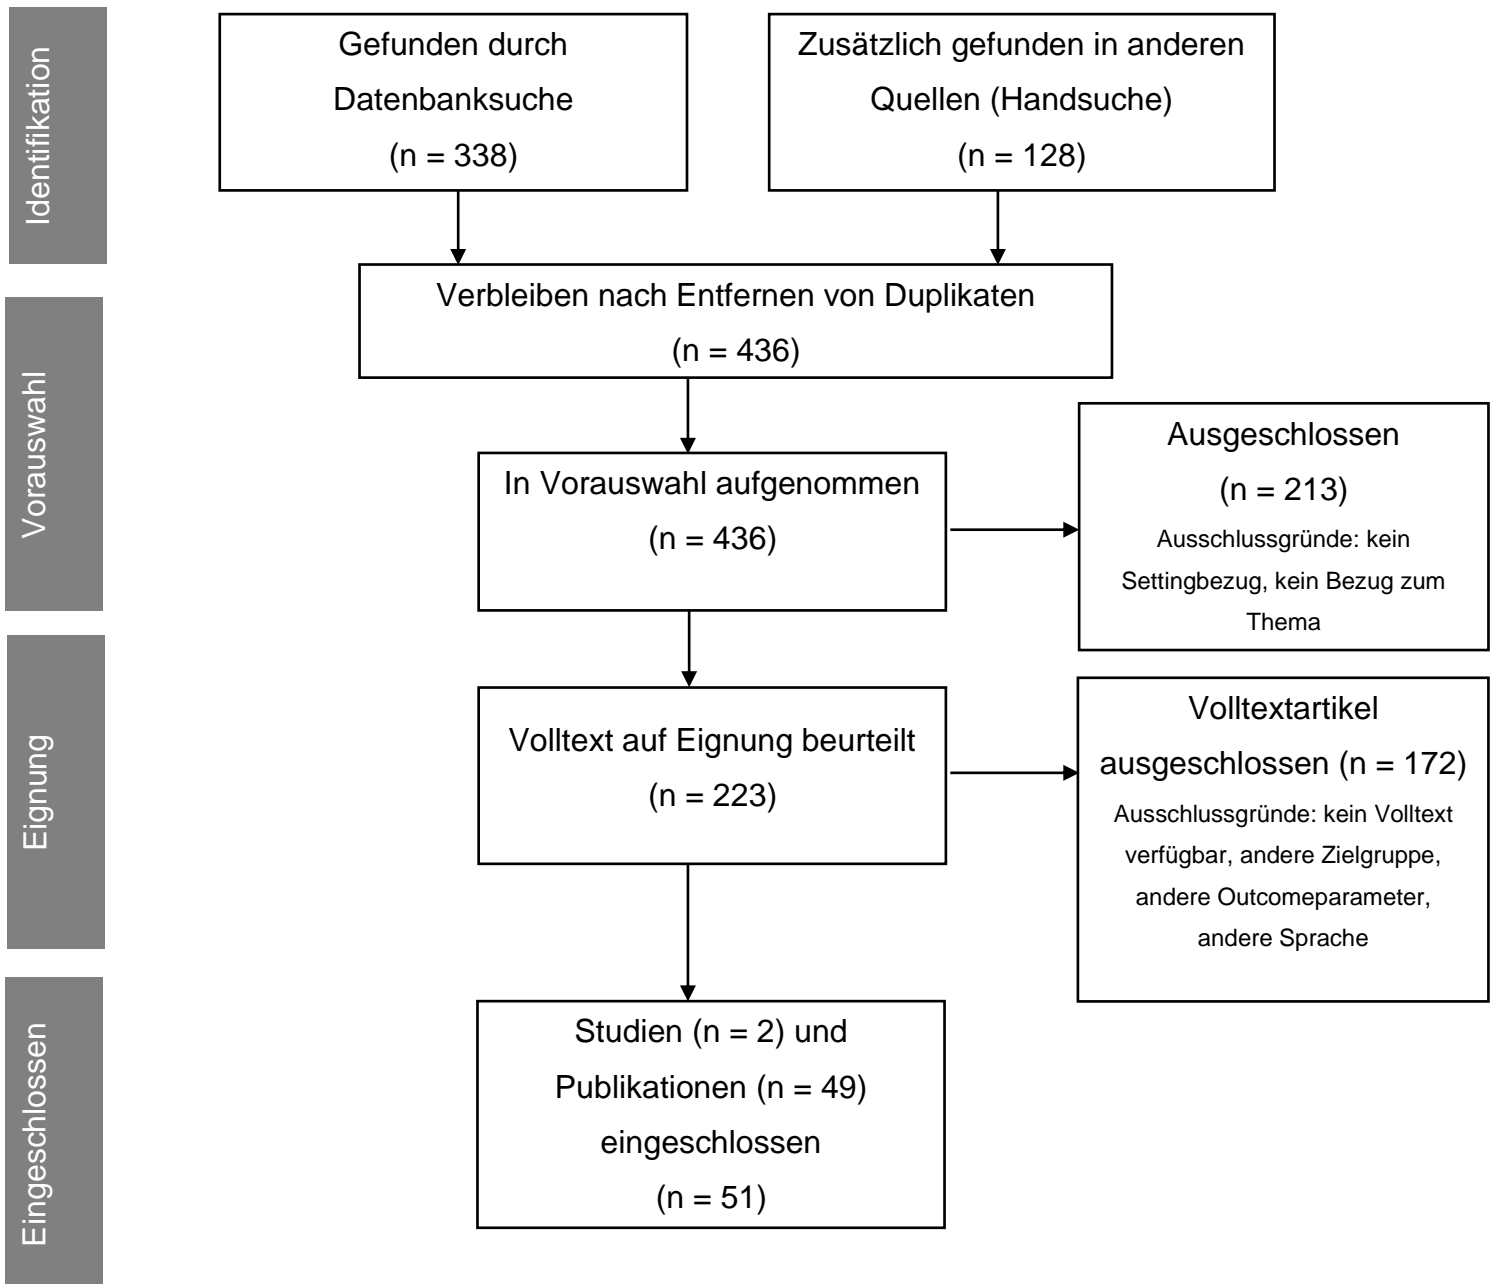 Identifikation
Gefunden durch
Datenbanksuche
(n = 338)
Zusätzlich gefunden in anderen
Quellen (Handsuche)
(n = 128)
Verbleiben nach Entfernen von Duplikaten
(n = 436)
Vorauswahl
In Vorauswahl aufgenommen
(n = 436)
Ausgeschlossen
(n = 213)
Ausschlussgründe: kein
Settingbezug, kein Bezug zum
Thema
Eignung
Volltext auf Eignung beurteilt
(n = 223)
Volltextartikel
ausgeschlossen (n = 172)
Ausschlussgründe: kein Volltext
verfügbar, andere Zielgruppe,
andere Outcomeparameter,
andere Sprache
Eingeschlossen
Studien (n = 2) und
Publikationen (n = 49)
eingeschlossen
(n = 51)